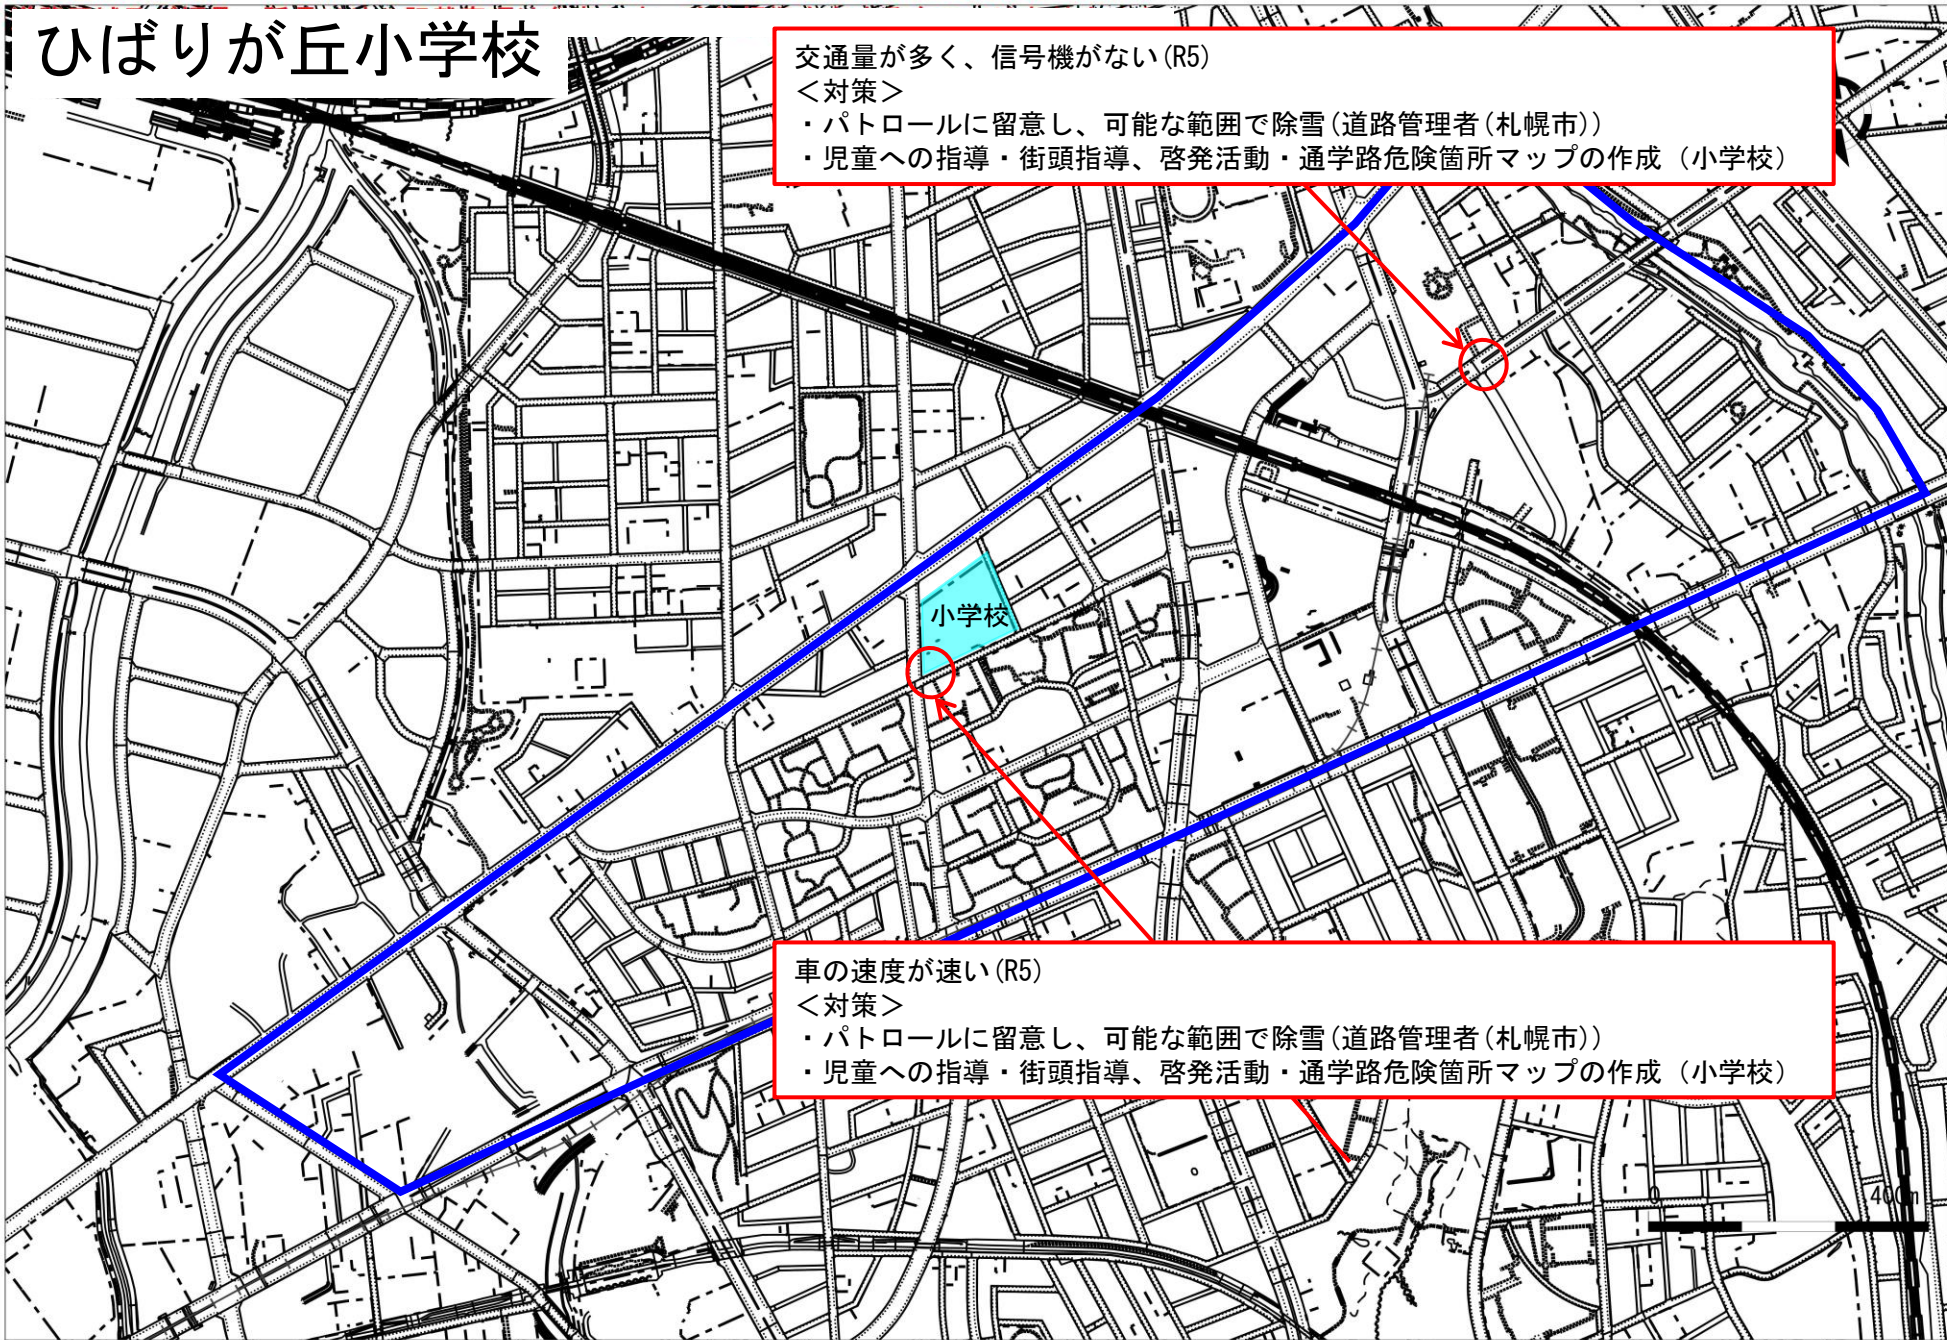 ひばりが丘小学校
交通量が多く、信号機がない(R5)
＜対策＞
・パトロールに留意し、可能な範囲で除雪(道路管理者(札幌市))
・児童への指導・街頭指導、啓発活動・通学路危険箇所マップの作成（小学校）
小学校
車の速度が速い(R5)
＜対策＞
・パトロールに留意し、可能な範囲で除雪(道路管理者(札幌市))
・児童への指導・街頭指導、啓発活動・通学路危険箇所マップの作成（小学校）
0 400m